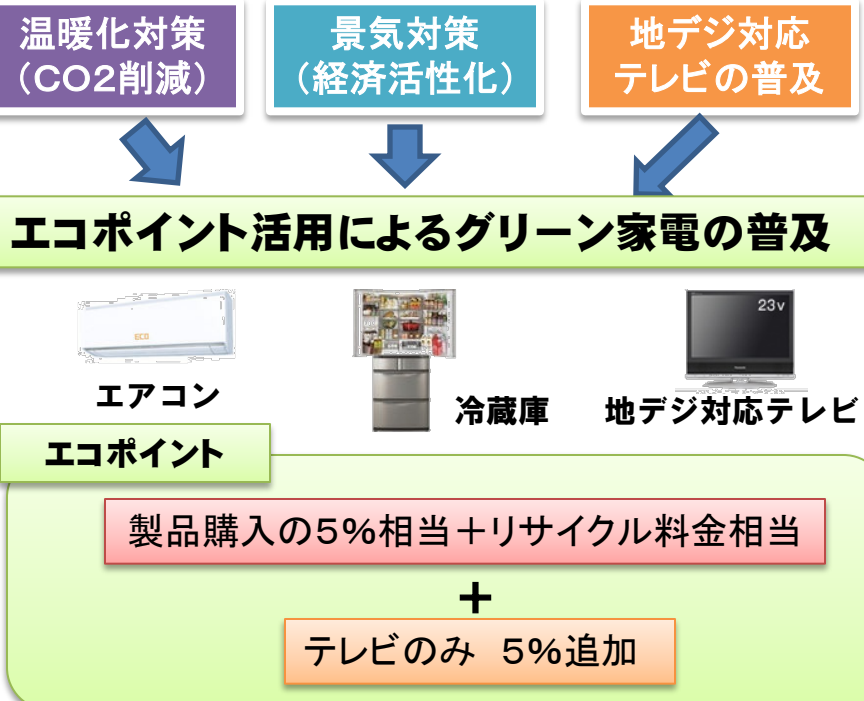 温暖化対策
（CO2削減）
景気対策
（経済活性化）
地デジ対応
テレビの普及
エコポイント活用によるグリーン家電の普及
ECO
23v
エアコン
冷蔵庫
地デジ対応テレビ
エコポイント
製品購入の5％相当＋リサイクル料金相当
＋
テレビのみ　5％追加